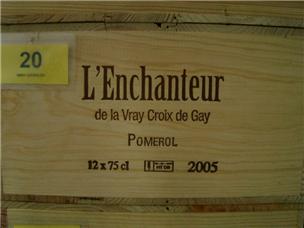 20
L'Enchanteur
de la Vray Croix de Gay
POMEROL
12 x 75 cl 2005